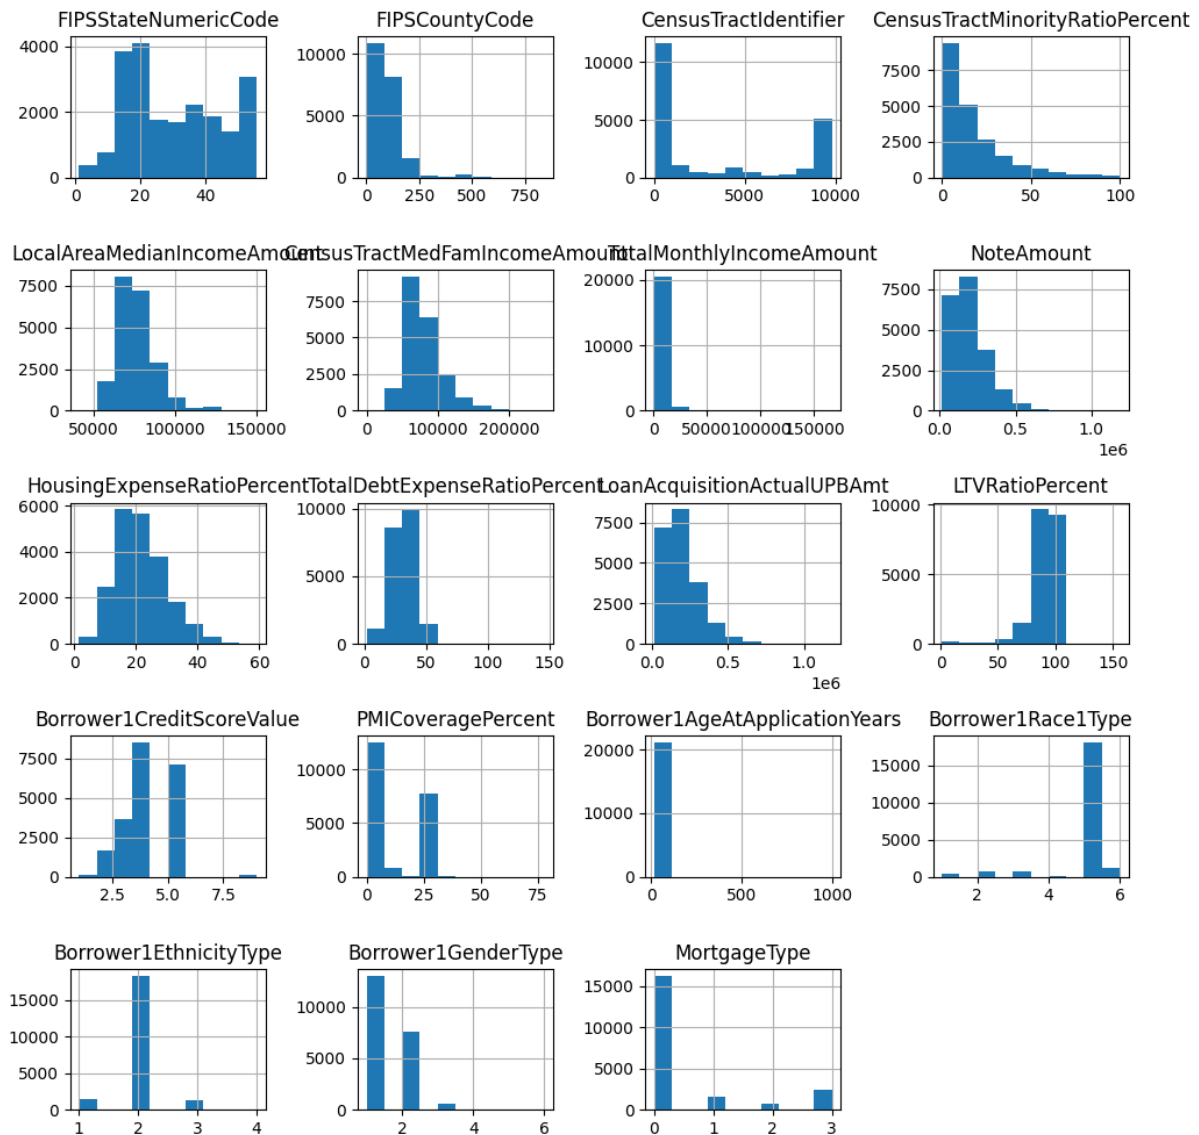 FIPSStateNumericCode FIPSCountyCode CensusTractIdentifier CensusTractMinorityRatioPercent
4000 2000 0 0 20 40
10000 5000 0 0 250 500 750
10000 5000 0 0 5000 10000
7500 5000 2500 0 0 50 100
LocalAreaMedianIncomeAmount CensusTractMedFamIncomeAmount TotalMonthlyIncomeAmount NoteAmount
7500 5000 2500 0 50000 100000 150000
7500 5000 2500 0 0 100000 200000
20000 10000 0 0 50000 100000 150000
7500 5000 2500 0 0.0 0.5 1.0
1e6
HousingExpenseRatioPercent TotalDebtExpenseRatioPercent LoanAcquisitionActualUPBAmt LTVRatioPercent
6000 4000 2000 0 0 20 40 60
10000 5000 0 0 50 100 150
7500 5000 2500 0 0.0 0.5 1.0
1e6
10000 5000 0 0 50 100 150
Borrower1CreditScoreValue PMICoveragePercent Borrower1AgeAtApplicationYears Borrower1Race1Type
7500 5000 2500 0 2.5 5.0 7.5
10000 5000 0 0 25 50 75
20000 10000 0 0 500 1000
15000 10000 5000 0 2 4 6
Borrower1EthnicityType Borrower1GenderType MortgageType
15000 10000 5000 0 1 2 3 4
10000 5000 0 2 4 6
15000 10000 5000 0 0 1 2 3